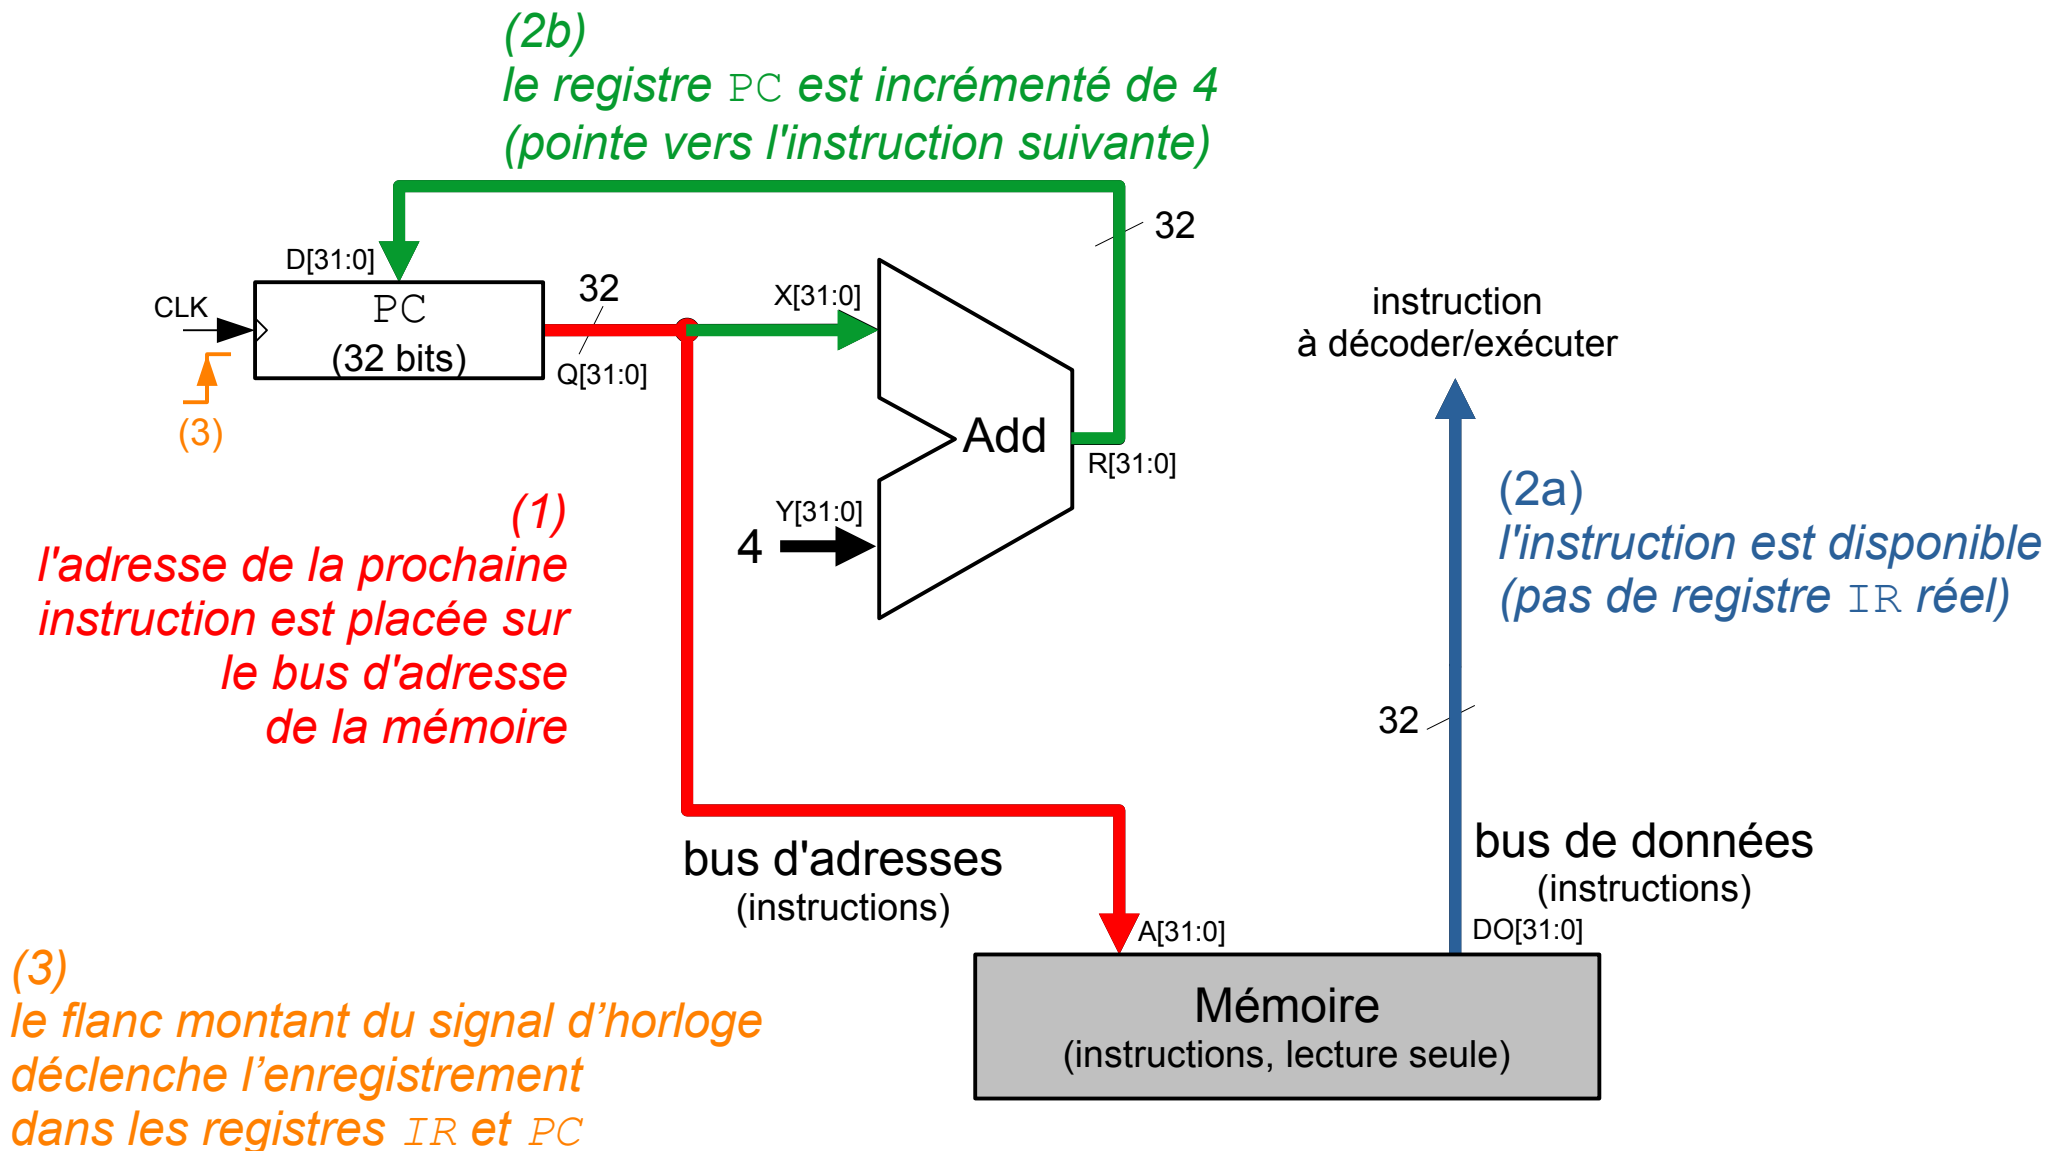 (2b)
le registre PC est incrémenté de 4
(pointe vers l'instruction suivante)
32
D[31:0]
CLK
PC
(32 bits)
32
Q[31:0]
X[31:0]
Add
R[31:0]
Y[31:0]
4
(3)
instruction
à décoder/exécuter
(1)
l'adresse de la prochaine
instruction est placée sur
le bus d'adresse
de la mémoire
(2a)
l'instruction est disponible
(pas de registre IR réel)
32
bus d'adresses
(instructions)
bus de données
(instructions)
A[31:0]
DO[31:0]
Mémoire
(instructions, lecture seule)
(3)
le flanc montant du signal d’horloge
déclenche l’enregistrement
dans les registres IR et PC